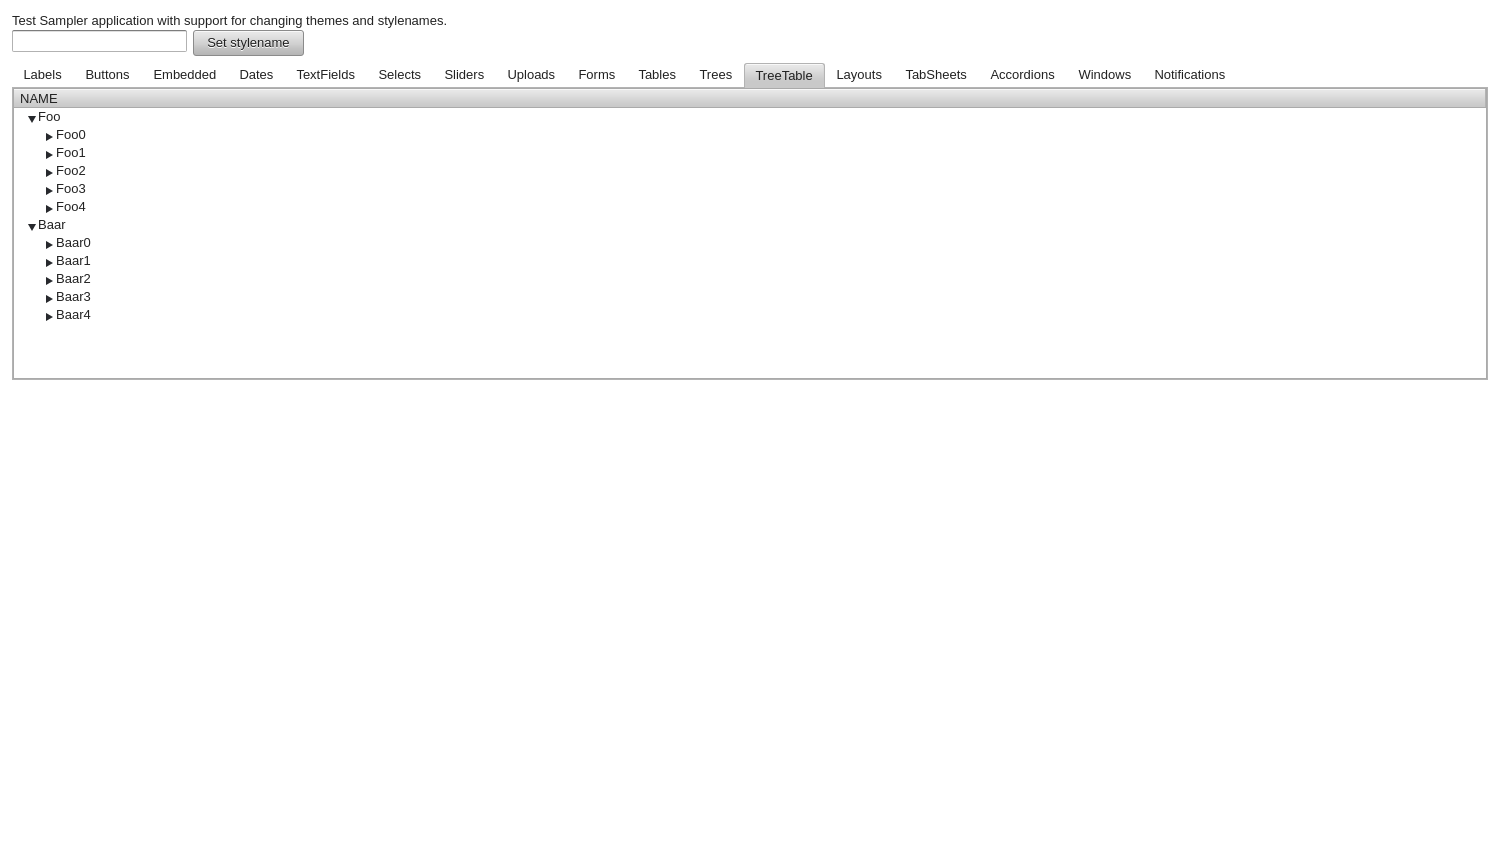 Test Sampler application with support for changing themes and stylenames.
Set stylename
Labels Buttons Embedded Dates TextFields Selects Sliders Uploads Forms Tables Trees TreeTable Layouts TabSheets Accordions Windows Notifications
NAME
Foo
Foo0
Foo1
Foo2
Foo3
Foo4
Baar
Baar0
Baar1
Baar2
Baar3
Baar4